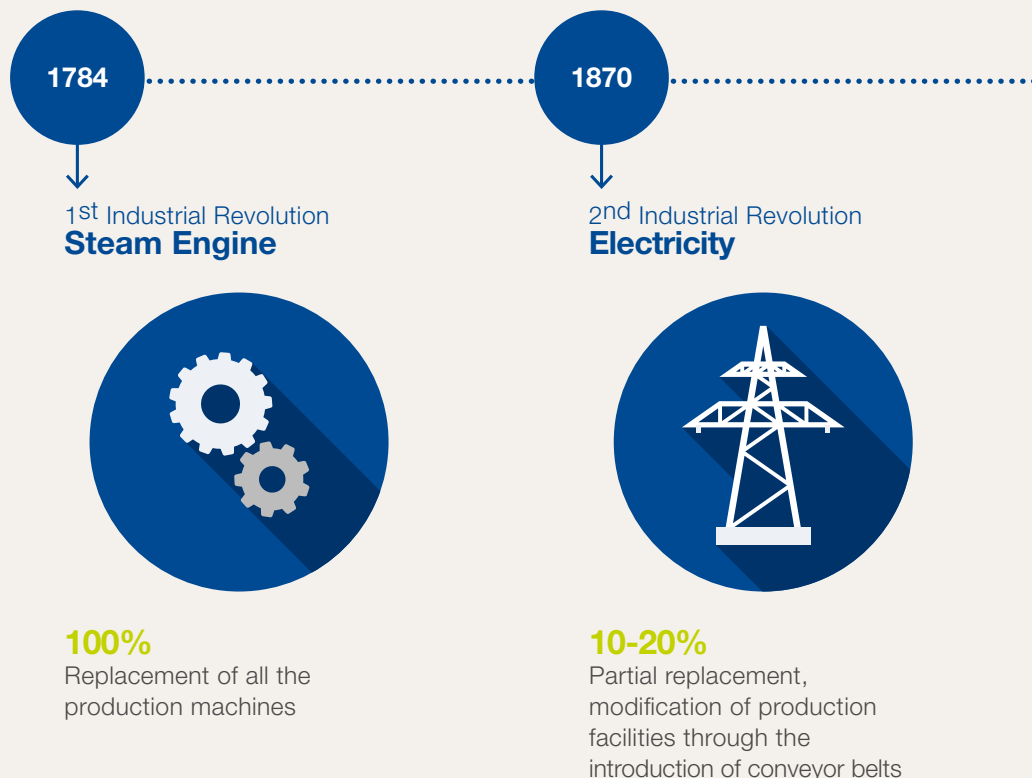 1784
1870
1st Industrial Revolution
Steam Engine
2nd Industrial Revolution
Electricity
100%
Replacement of all the
production machines
10-20%
Partial replacement,
modification of production
facilities through the
introduction of conveyor belts